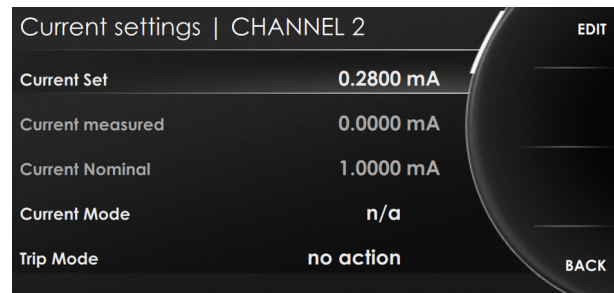 Current settings | CHANNEL 2
EDIT
Current Set 0.2800 mA
Current measured 0.0000 mA
Current Nominal 1.0000 mA
Current Mode n/a
Trip Mode no action
BACK